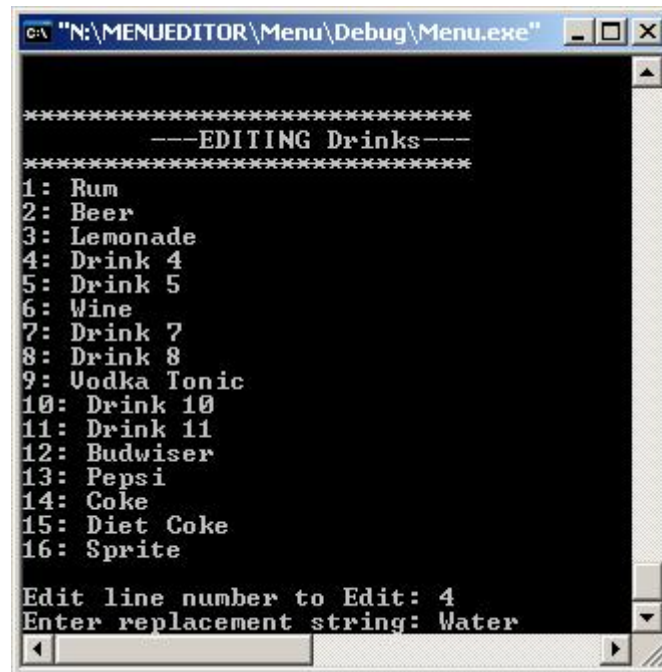 "N:\MENUEDITOR\Menu\Debug\Menu.exe"
****************************
---EDITING Drinks---
****************************
1: Rum
2: Beer
3: Lemonade
4: Drink 4
5: Drink 5
6: Wine
7: Drink 7
8: Drink 8
9: Vodka Tonic
10: Drink 10
11: Drink 11
12: Budwiser
13: Pepsi
14: Coke
15: Diet Coke
16: Sprite
Edit line number to Edit: 4
Enter replacement string: Water